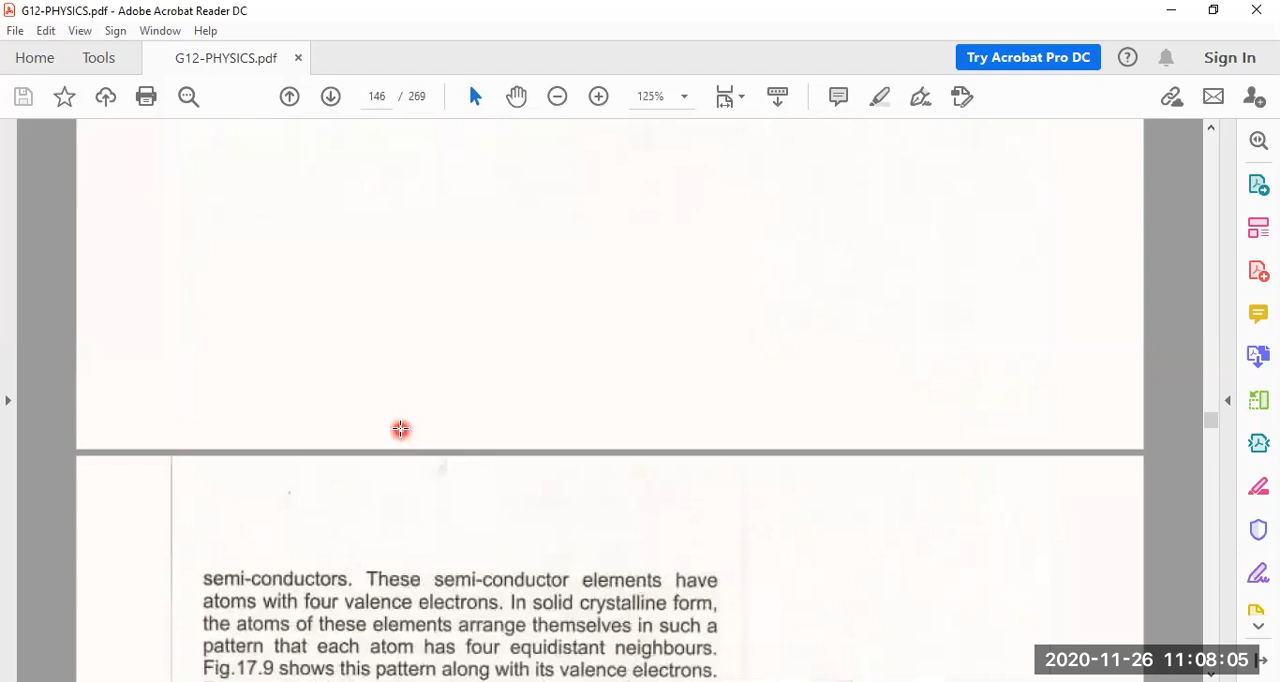 G12-PHYSICS.pdf - Adobe Acrobat Reader DC
File Edit View Sign Window Help
Home Tools G12-PHYSICS.pdf × Try Acrobat Pro DC Sign In
146 / 269 125%
semi-conductors. These semi-conductor elements have
atoms with four valence electrons. In solid crystalline form,
the atoms of these elements arrange themselves in such a
pattern that each atom has four equidistant neighbours.
Fig.17.9 shows this pattern along with its valence electrons.
2020-11-26 11:08:05